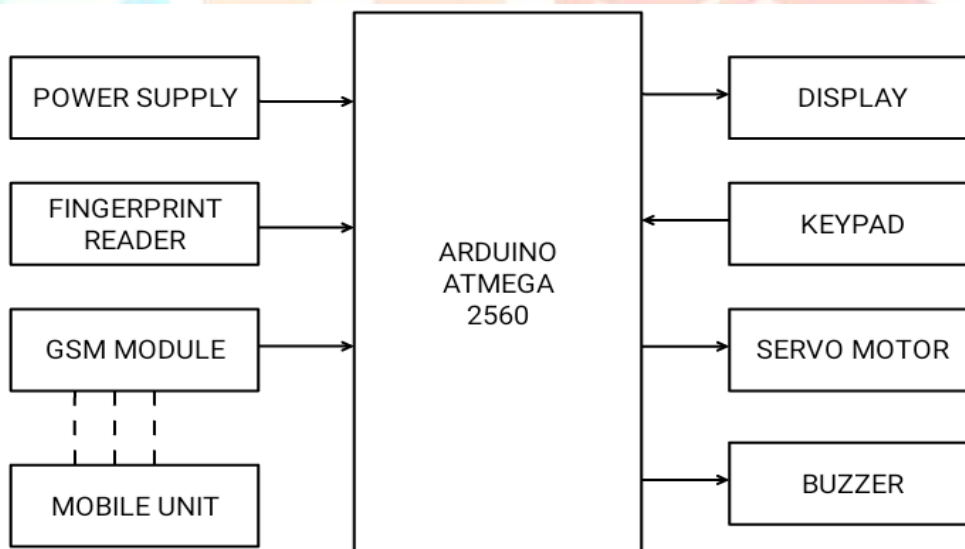 POWER SUPPLY
FINGERPRINT
READER
GSM MODULE
MOBILE UNIT
ARDUINO
ATMEGA
2560
DISPLAY
KEYPAD
SERVO MOTOR
BUZZER